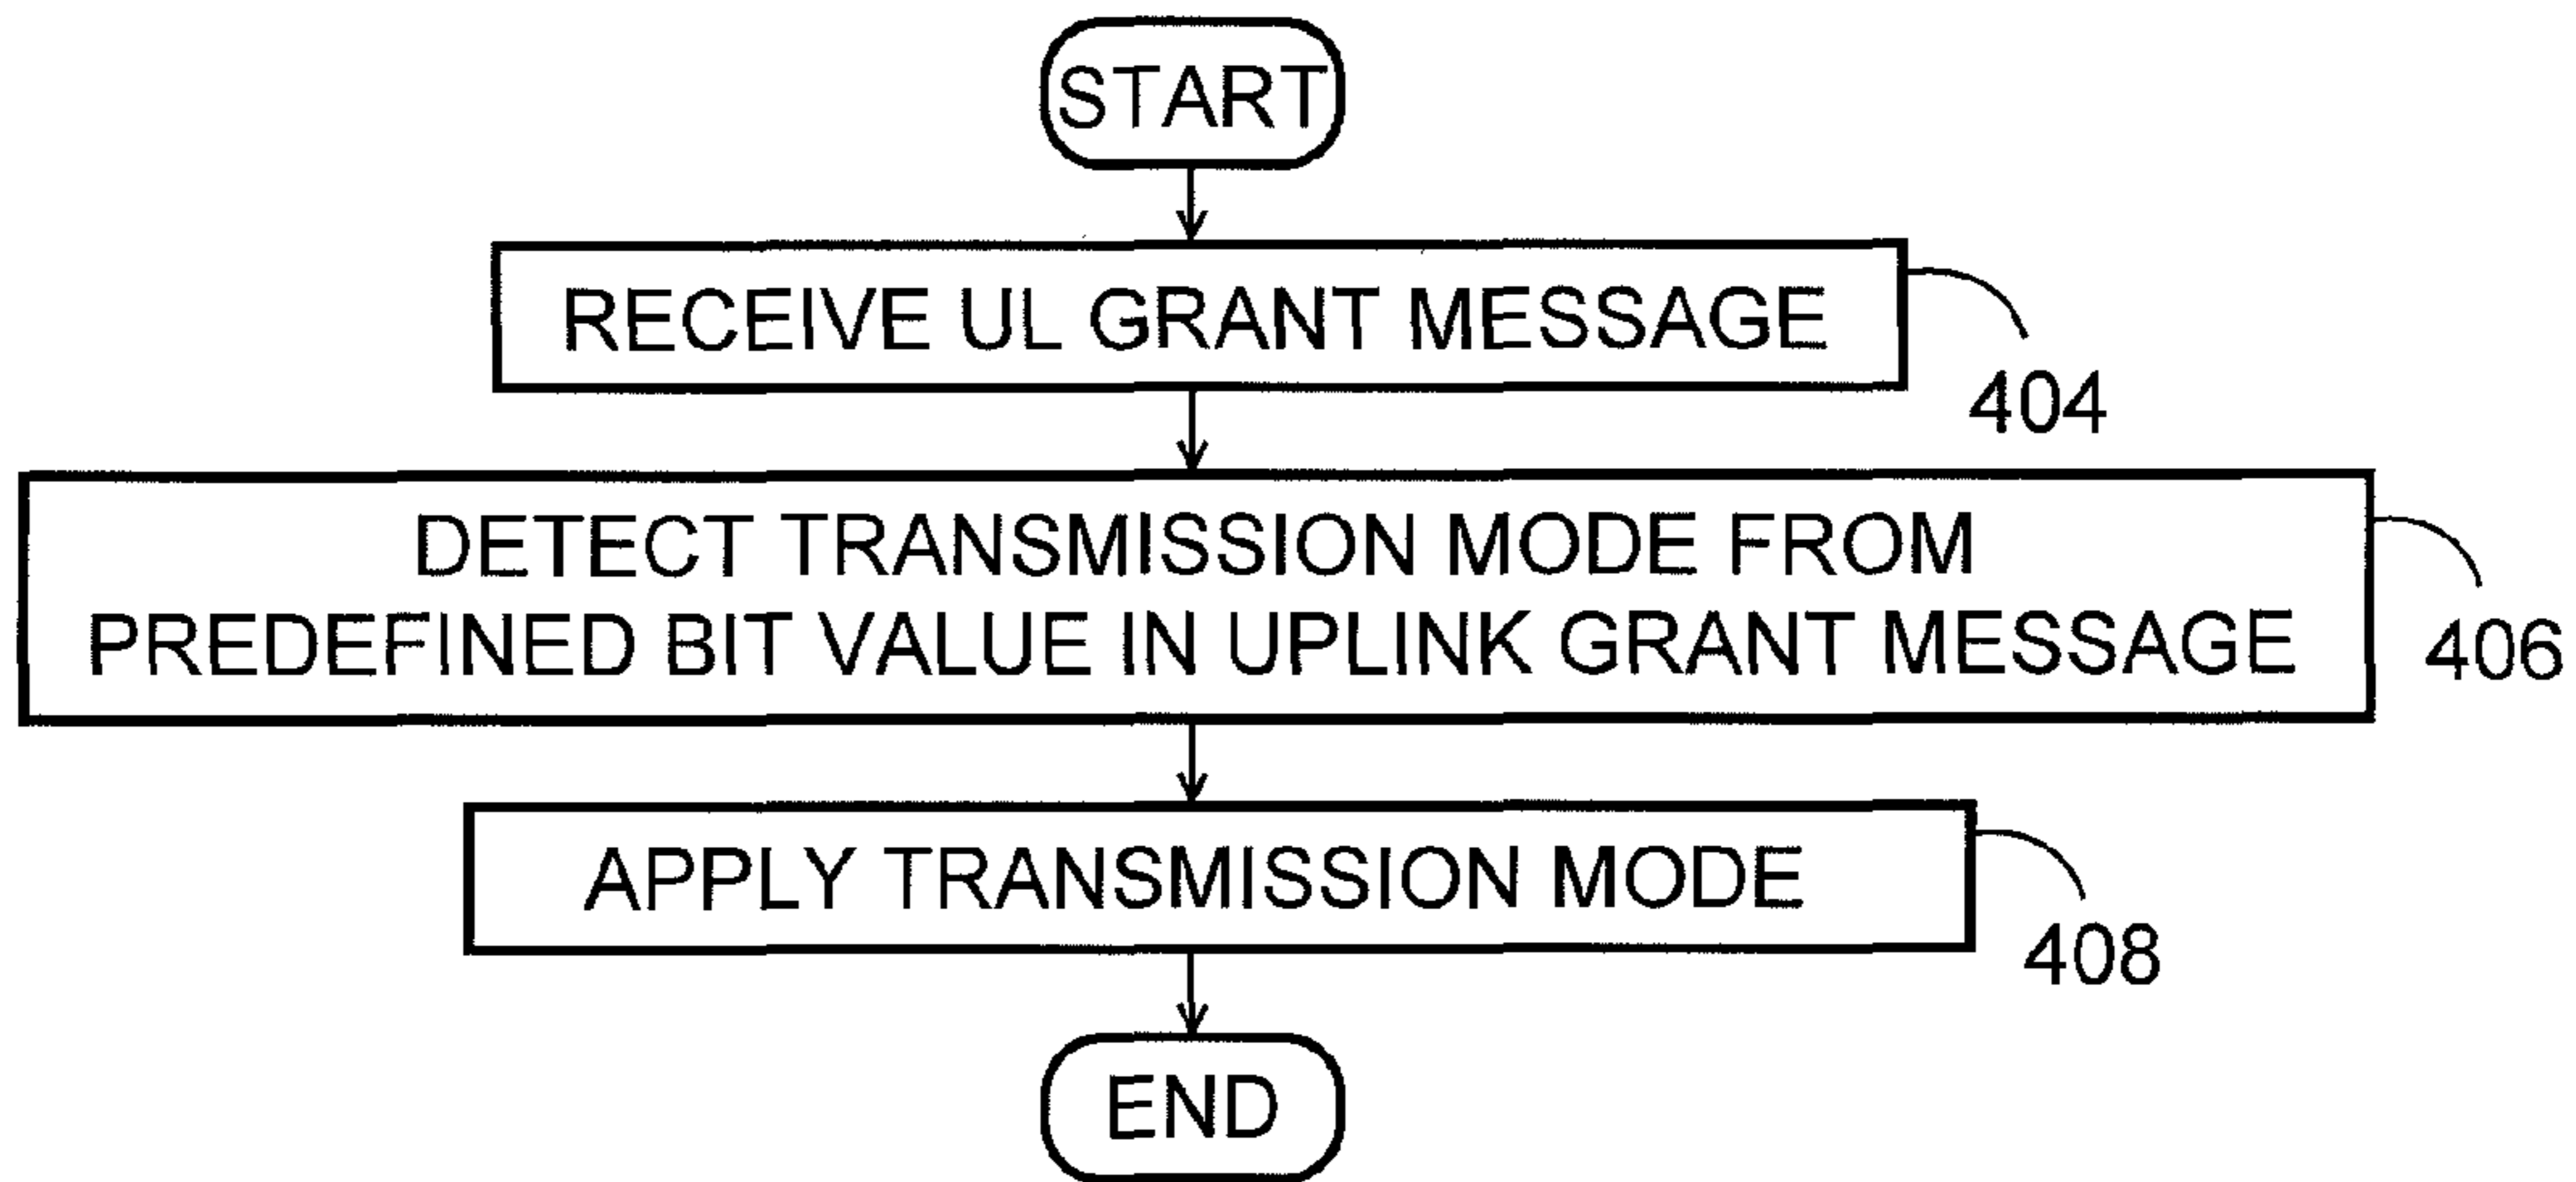 START
RECEIVE UL GRANT MESSAGE
404
DETECT TRANSMISSION MODE FROM
PREDEFINED BIT VALUE IN UPLINK GRANT MESSAGE
406
APPLY TRANSMISSION MODE
408
END